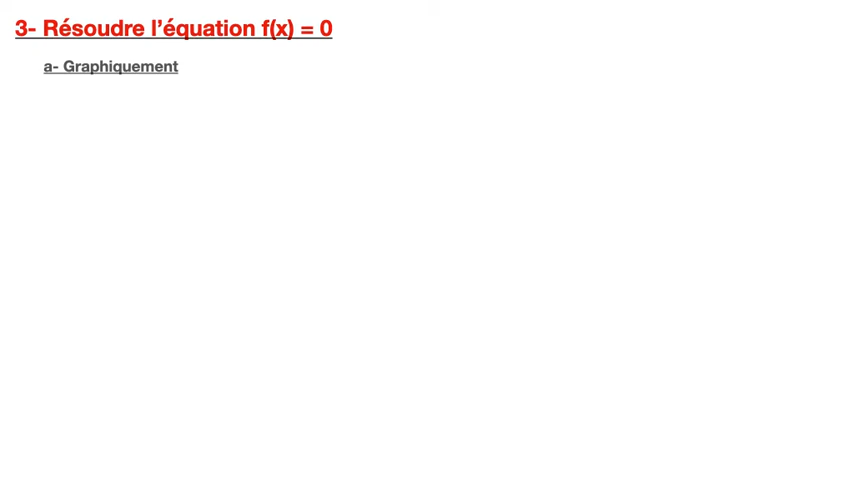 3- Résoudre l’équation f(x) = 0
a- Graphiquement